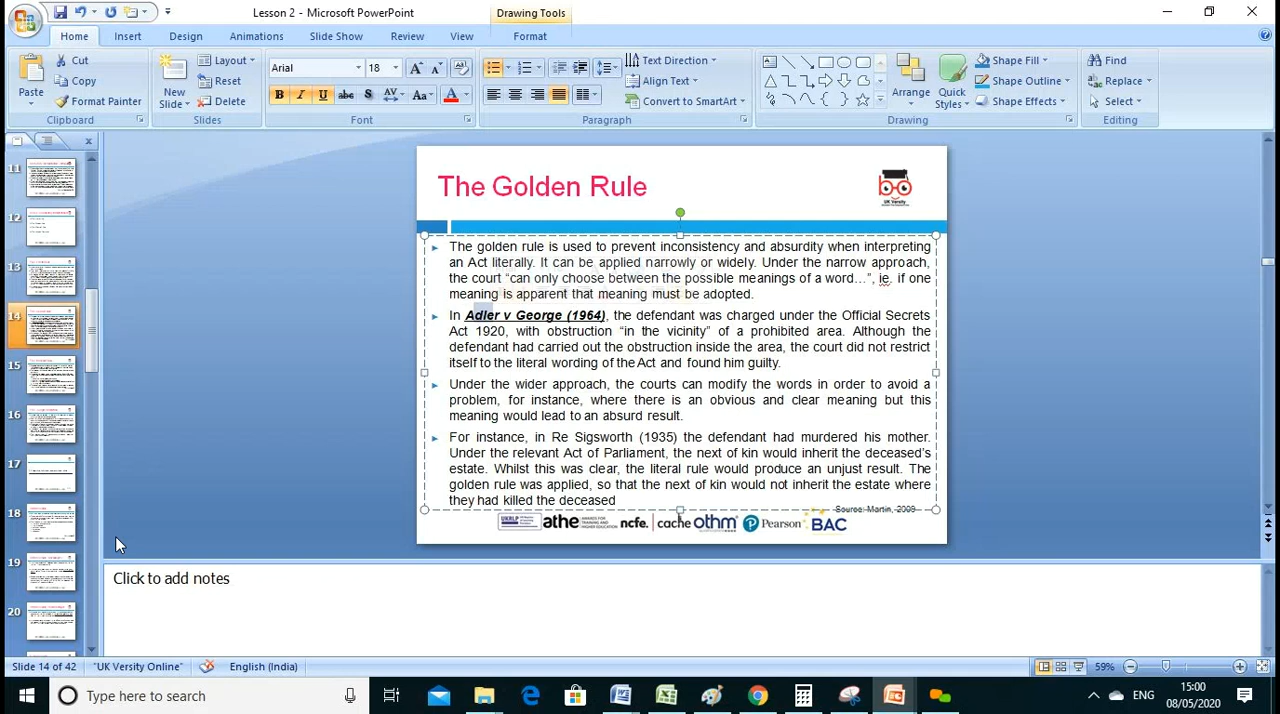 Lesson 2 - Microsoft PowerPoint
Drawing Tools
Home
Insert
Design
Animations
Slide Show
Review
View
Format
Paste
Cut
Copy
Format Painter
Clipboard
New
Slide
Layout
Reset
Delete
Slides
Arial
18
B I U abc S AV Aa A
Font
Text Direction
Align Text
Convert to SmartArt
Paragraph
Arrange
Quick
Styles
Shape Fill
Shape Outline
Shape Effects
Drawing
Find
Replace
Select
Editing
11
12
13
14
15
16
17
18
19
20
The Golden Rule
UK Versity
The golden rule is used to prevent inconsistency and absurdity when interpreting
an Act literally. It can be applied narrowly or widely. Under the narrow approach,
the court “can only choose between the possible meanings of a word…”, ie. if one
meaning is apparent that meaning must be adopted.
In Adler v George (1964), the defendant was charged under the Official Secrets
Act 1920, with obstruction “in the vicinity” of a prohibited area. Although the
defendant had carried out the obstruction inside the area, the court did not restrict
itself to the literal wording of the Act and found him guilty.
Under the wider approach, the courts can modify the words in order to avoid a
problem, for instance, where there is an obvious and clear meaning but this
meaning would lead to an absurd result.
For instance, in Re Sigsworth (1935) the defendant had murdered his mother.
Under the relevant Act of Parliament, the next of kin would inherit the deceased’s
estate. Whilst this was clear, the literal rule would produce an unjust result. The
golden rule was applied, so that the next of kin would not inherit the estate where
they had killed the deceased
Source: Martin, 2009
UKRLP athe AWARDS FOR TRAINING AND HIGHER EDUCATION ncfe. cache othm Pearson BAC
Click to add notes
Slide 14 of 42
"UK Versity Online"
English (India)
59%
Type here to search
ENG
15:00
08/05/2020